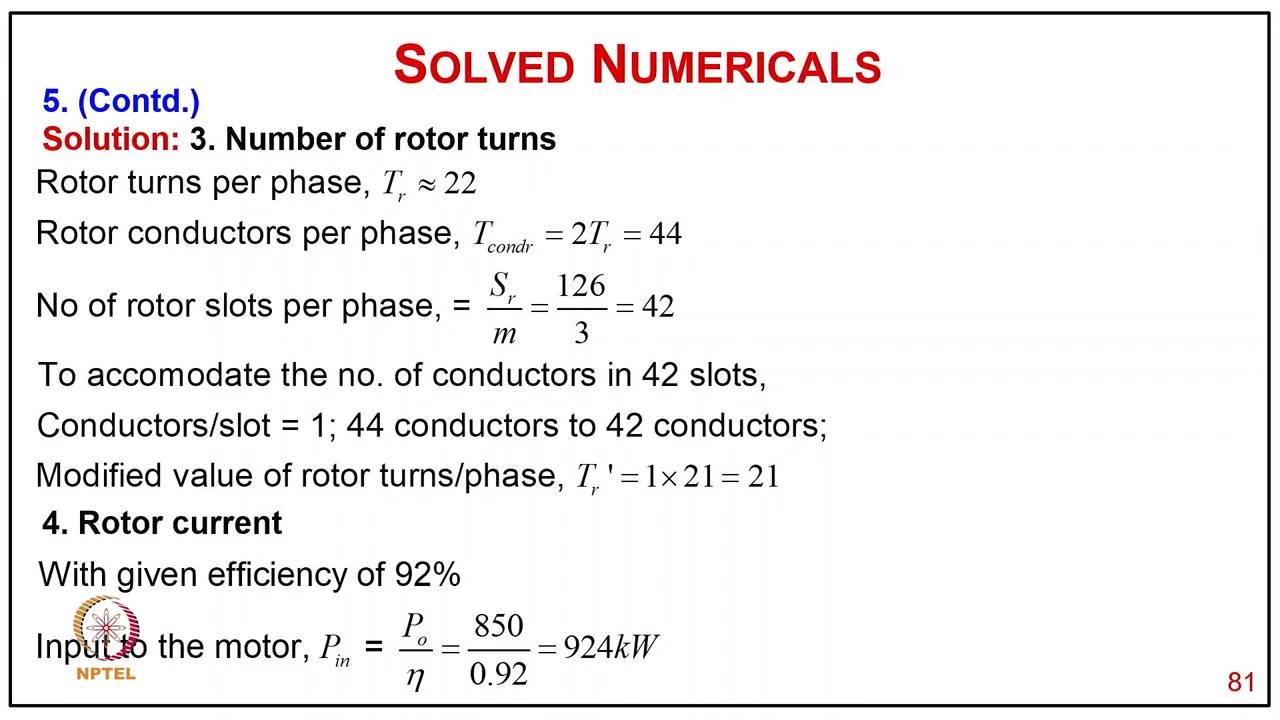 SOLVED NUMERICALS
5. (Contd.)
Solution: 3. Number of rotor turns
Rotor turns per phase, T_r ≈ 22
Rotor conductors per phase, T_condr = 2T_r = 44
No of rotor slots per phase, = S_r/m = 126/3 = 42
To accomodate the no. of conductors in 42 slots,
Conductors/slot = 1; 44 conductors to 42 conductors;
Modified value of rotor turns/phase, T_r' = 1×21 = 21
4. Rotor current
With given efficiency of 92%
Input to the motor, P_in = P_o/η = 850/0.92 = 924kW
NPTEL
81